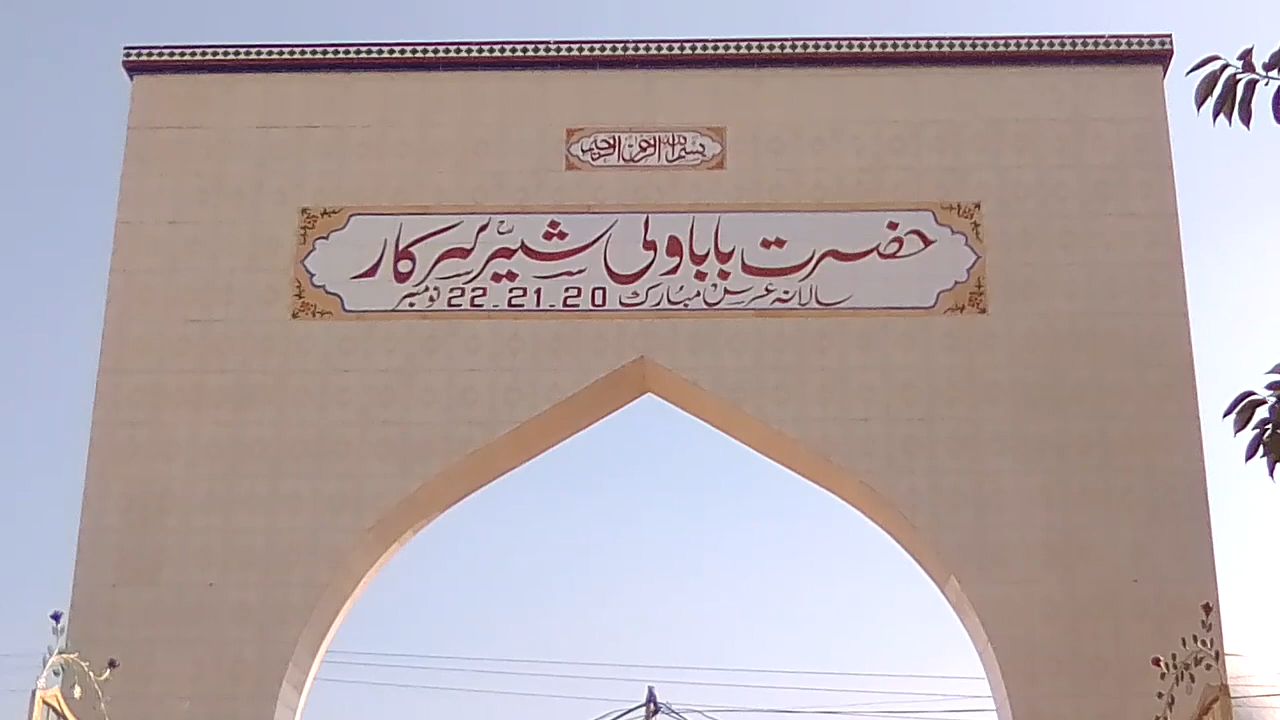 بسم اللہ الرحمن الرحیم
حضرت بابا ولی شیر سرکار
سالانہ عرس مبارک 20-21-22 نومبر